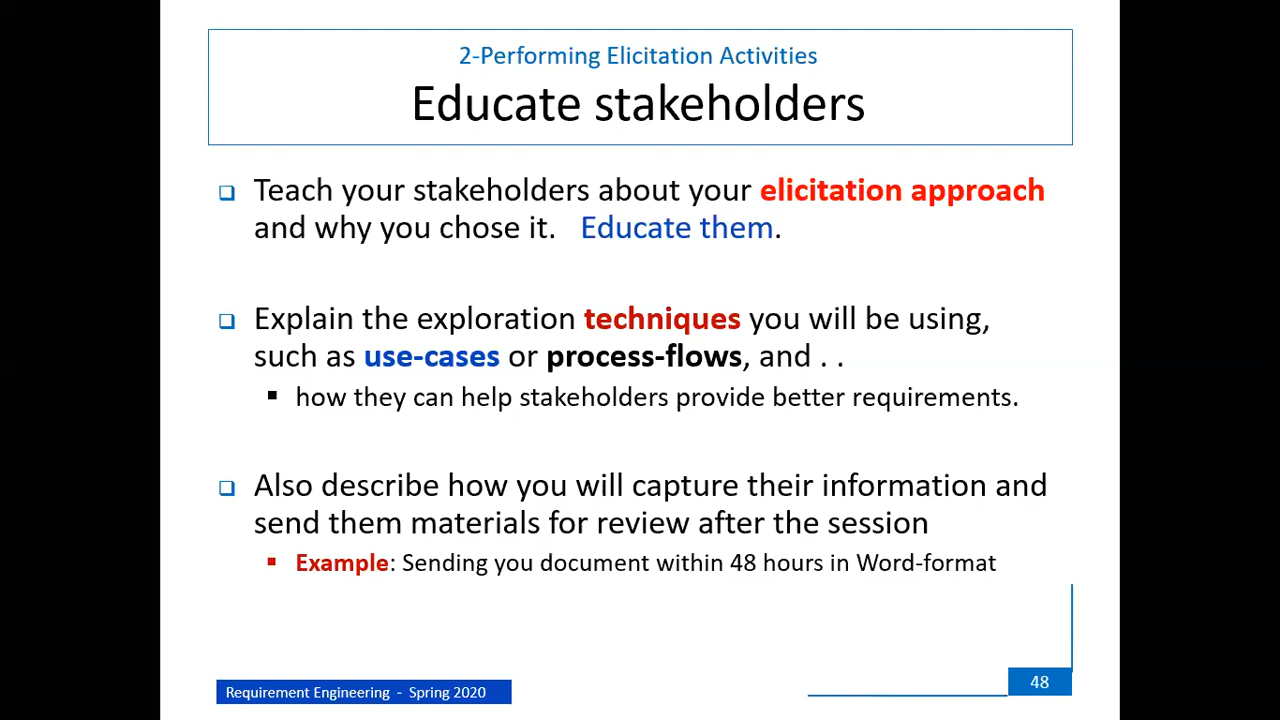 2-Performing Elicitation Activities
Educate stakeholders
Teach your stakeholders about your elicitation approach
and why you chose it. Educate them.
Explain the exploration techniques you will be using,
such as use-cases or process-flows, and . .
how they can help stakeholders provide better requirements.
Also describe how you will capture their information and
send them materials for review after the session
Example: Sending you document within 48 hours in Word-format
Requirement Engineering - Spring 2020
48